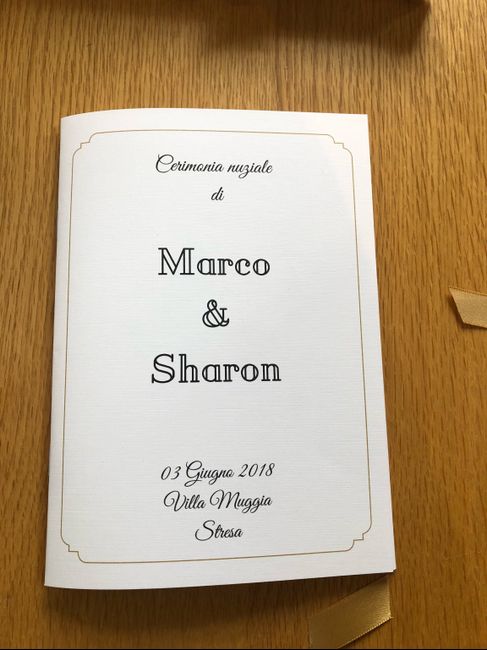 Cerimonia nuziale
di
Marco
&
Sharon
03 Giugno 2018
Villa Muggia
Stresa